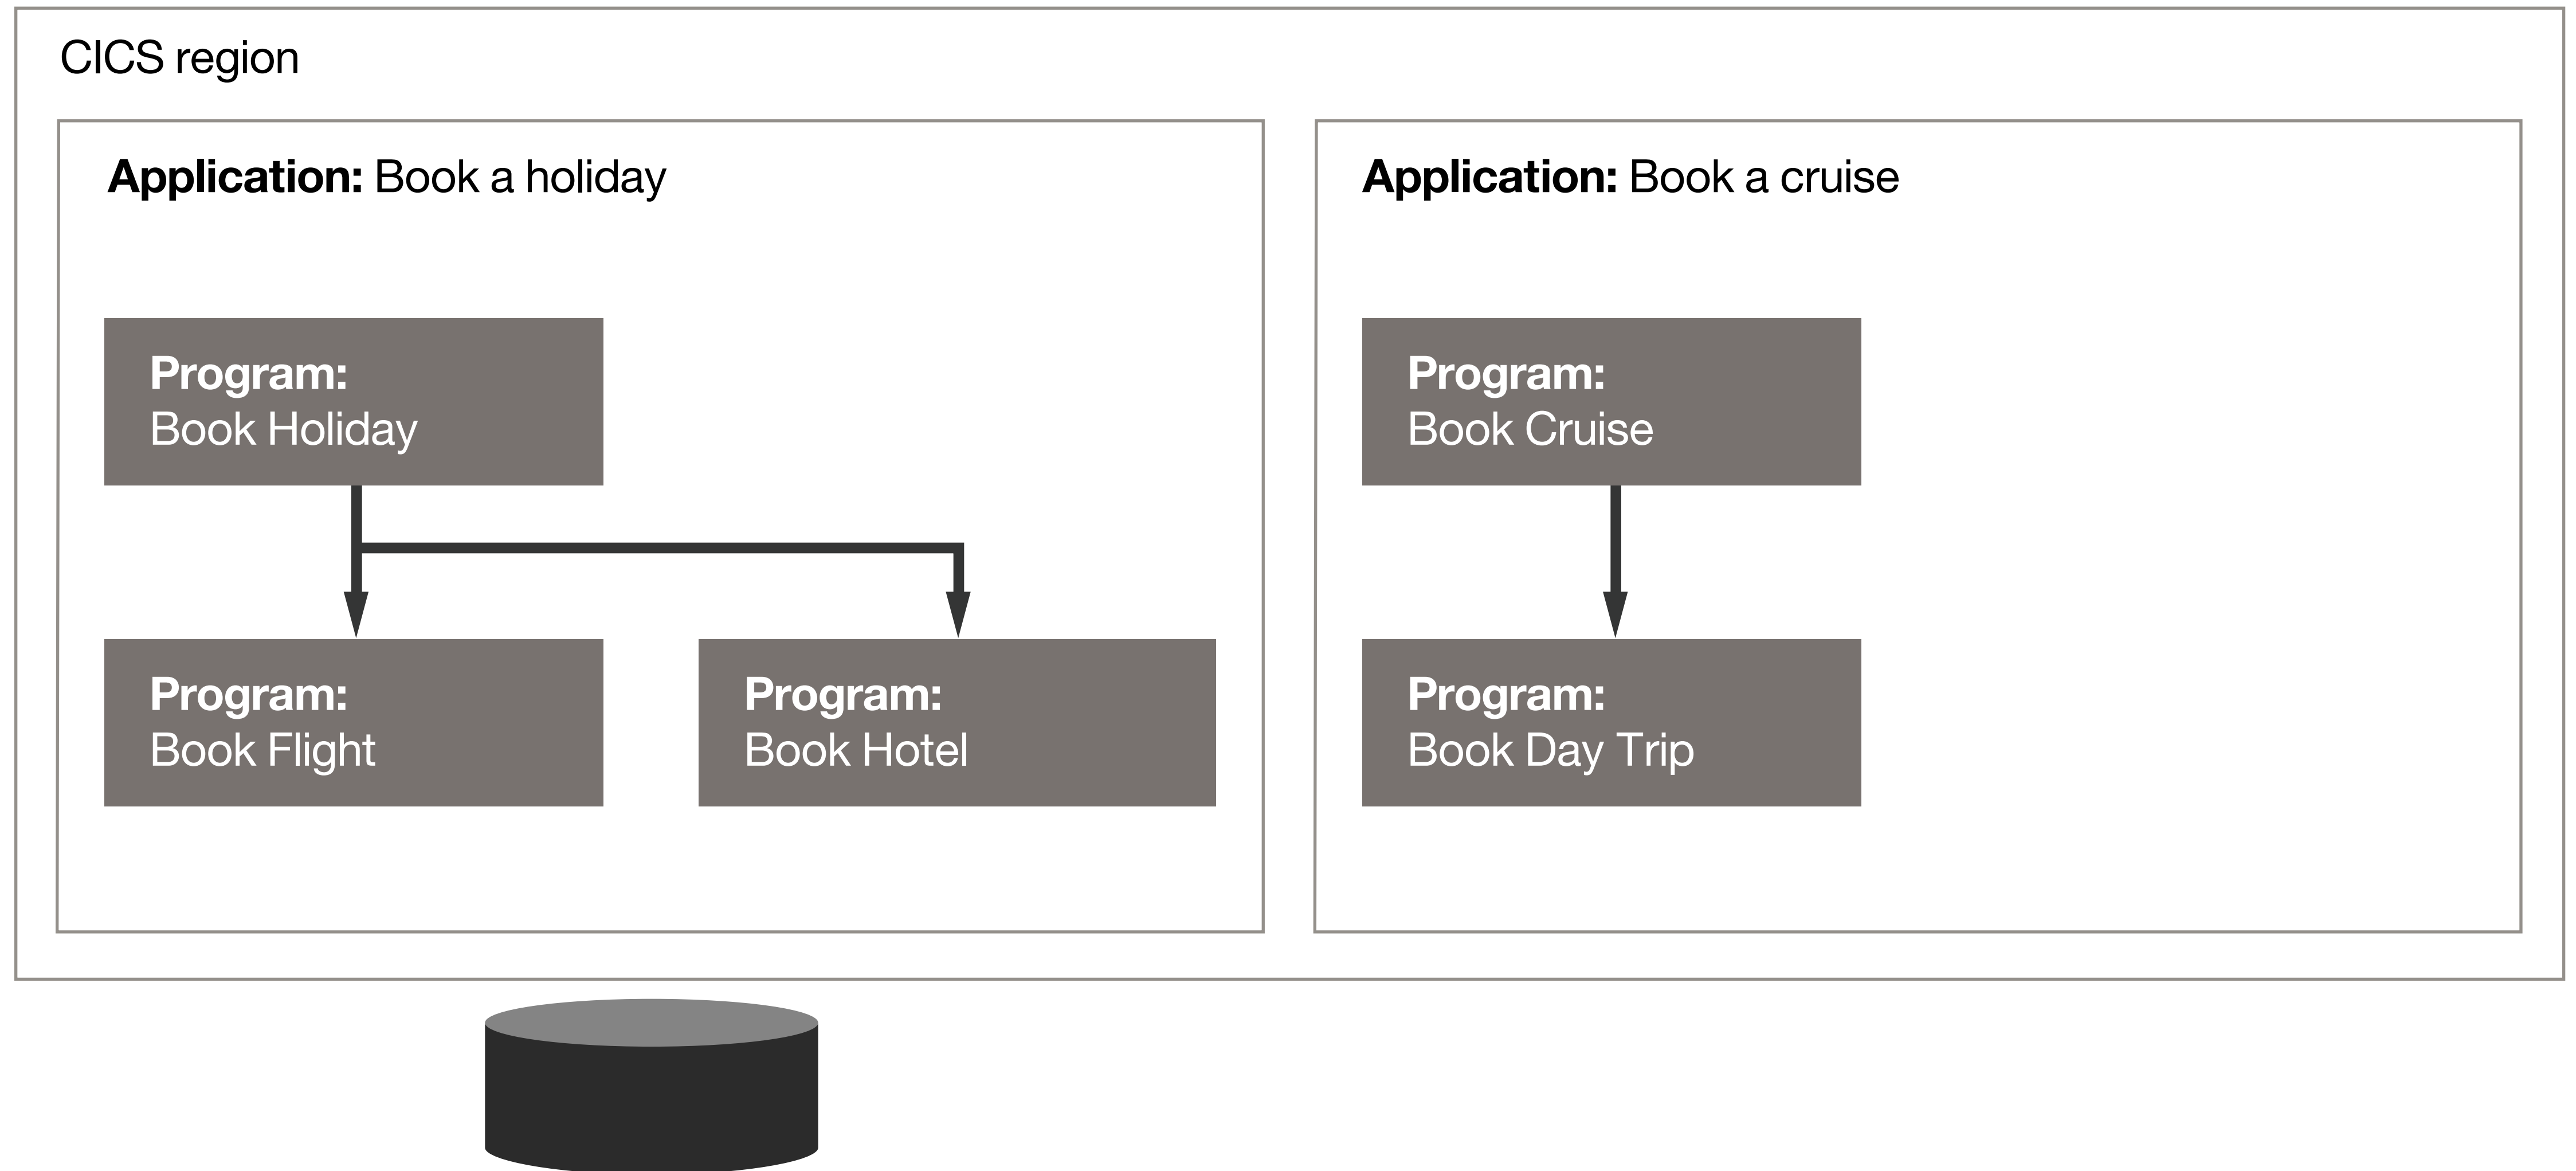 CICS region
Application: Book a holiday
Program:
Book Holiday
Program:
Book Flight
Program:
Book Hotel
Application: Book a cruise
Program:
Book Cruise
Program:
Book Day Trip